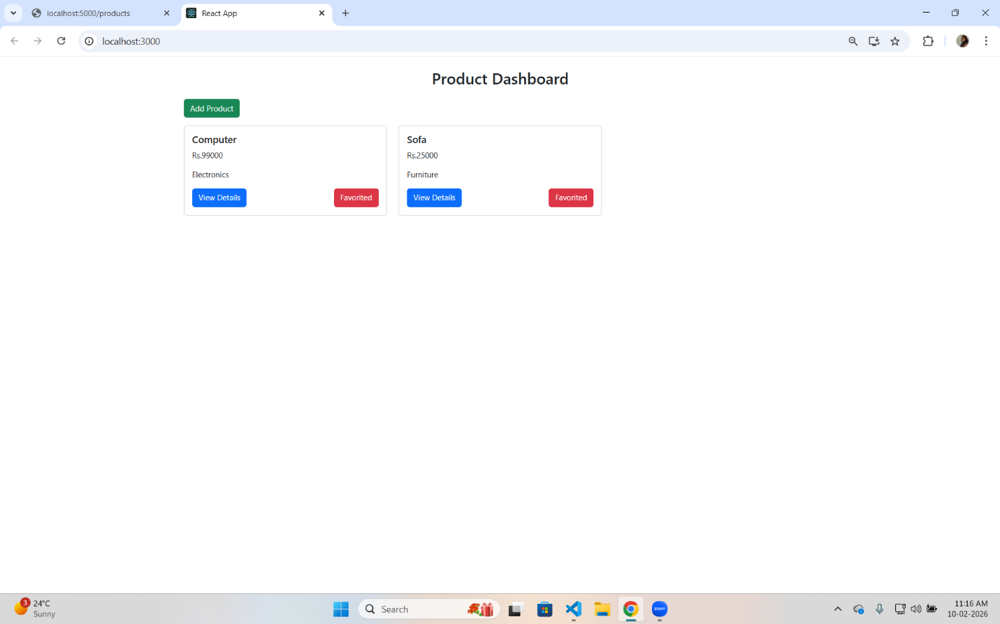 localhost:5000/products
React App
localhost:3000
Product Dashboard
Add Product
Computer
Rs.99000
Electronics
View Details
Favorited
Sofa
Rs.25000
Furniture
View Details
Favorited
3
24°C
Sunny
Search
zoom
11:16 AM
10-02-2026